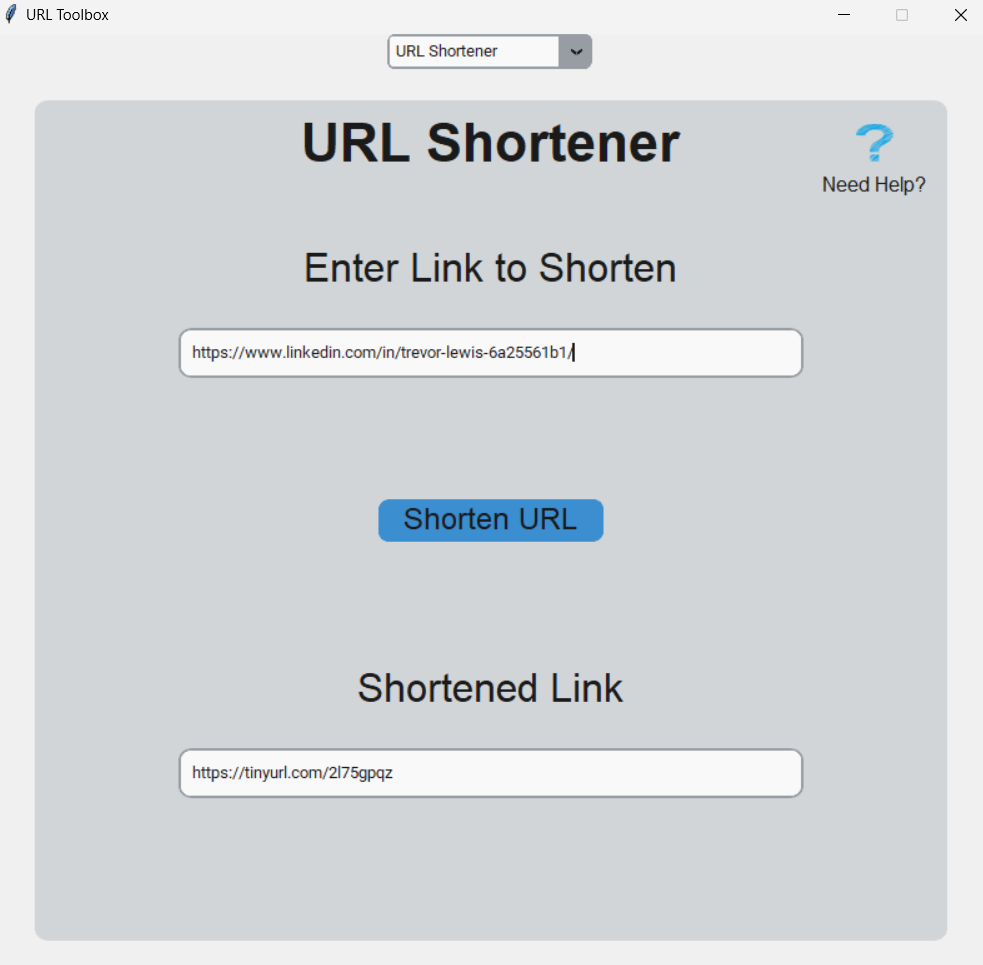 URL Toolbox
URL Shortener
URL Shortener
?
Need Help?
Enter Link to Shorten
https://www.linkedin.com/in/trevor-lewis-6a25561b1/
Shorten URL
Shortened Link
https://tinyurl.com/2l75gpqz